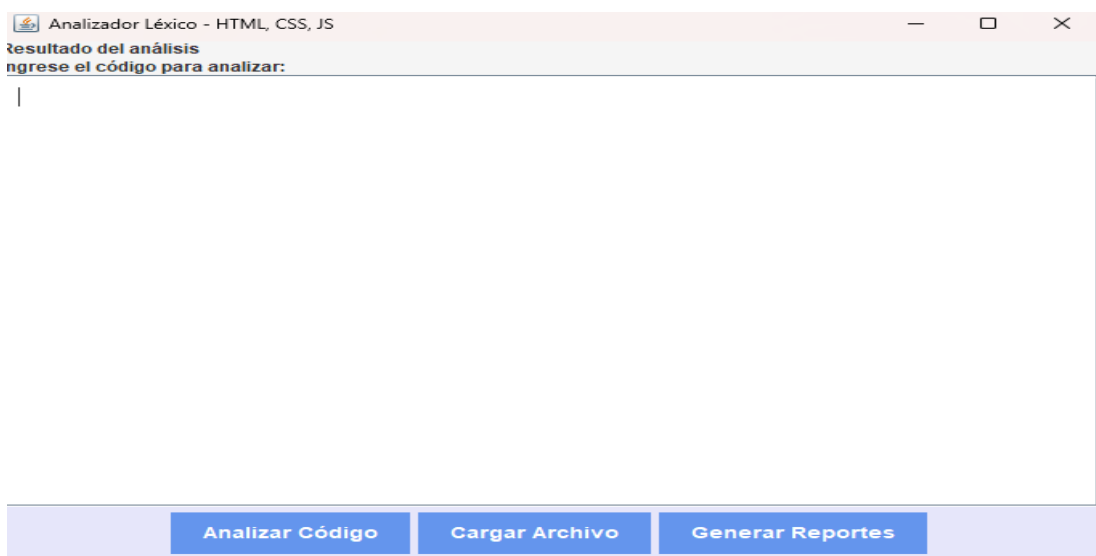 Analizador Léxico - HTML, CSS, JS
Resultado del análisis
ngrese el código para analizar:
Analizar Código Cargar Archivo Generar Reportes